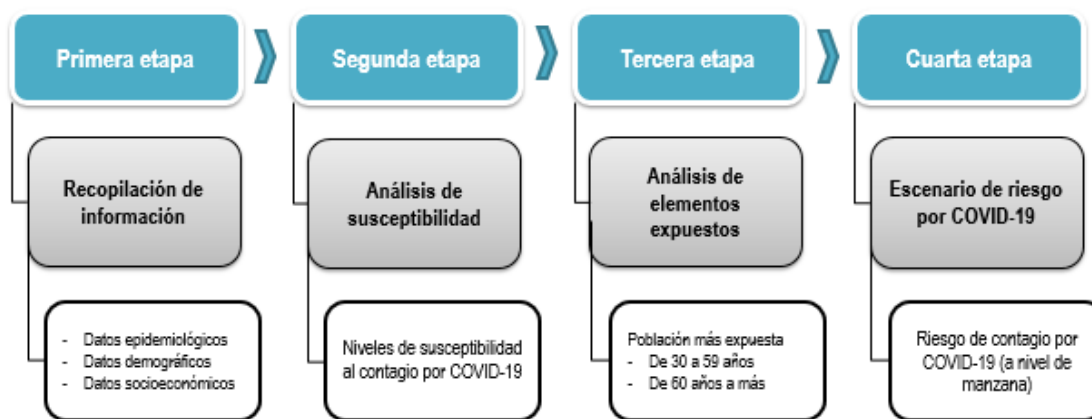 Primera etapa
Segunda etapa
Tercera etapa
Cuarta etapa
Recopilación de
información
Análisis de
susceptibilidad
Análisis de
elementos
expuestos
Escenario de riesgo
por COVID-19
- Datos epidemiológicos
- Datos demográficos
- Datos socioeconómicos
Niveles de susceptibilidad
al contagio por COVID-19
Población más expuesta
- De 30 a 59 años
- De 60 años a más
Riesgo de contagio por
COVID-19 (a nivel de
manzana)